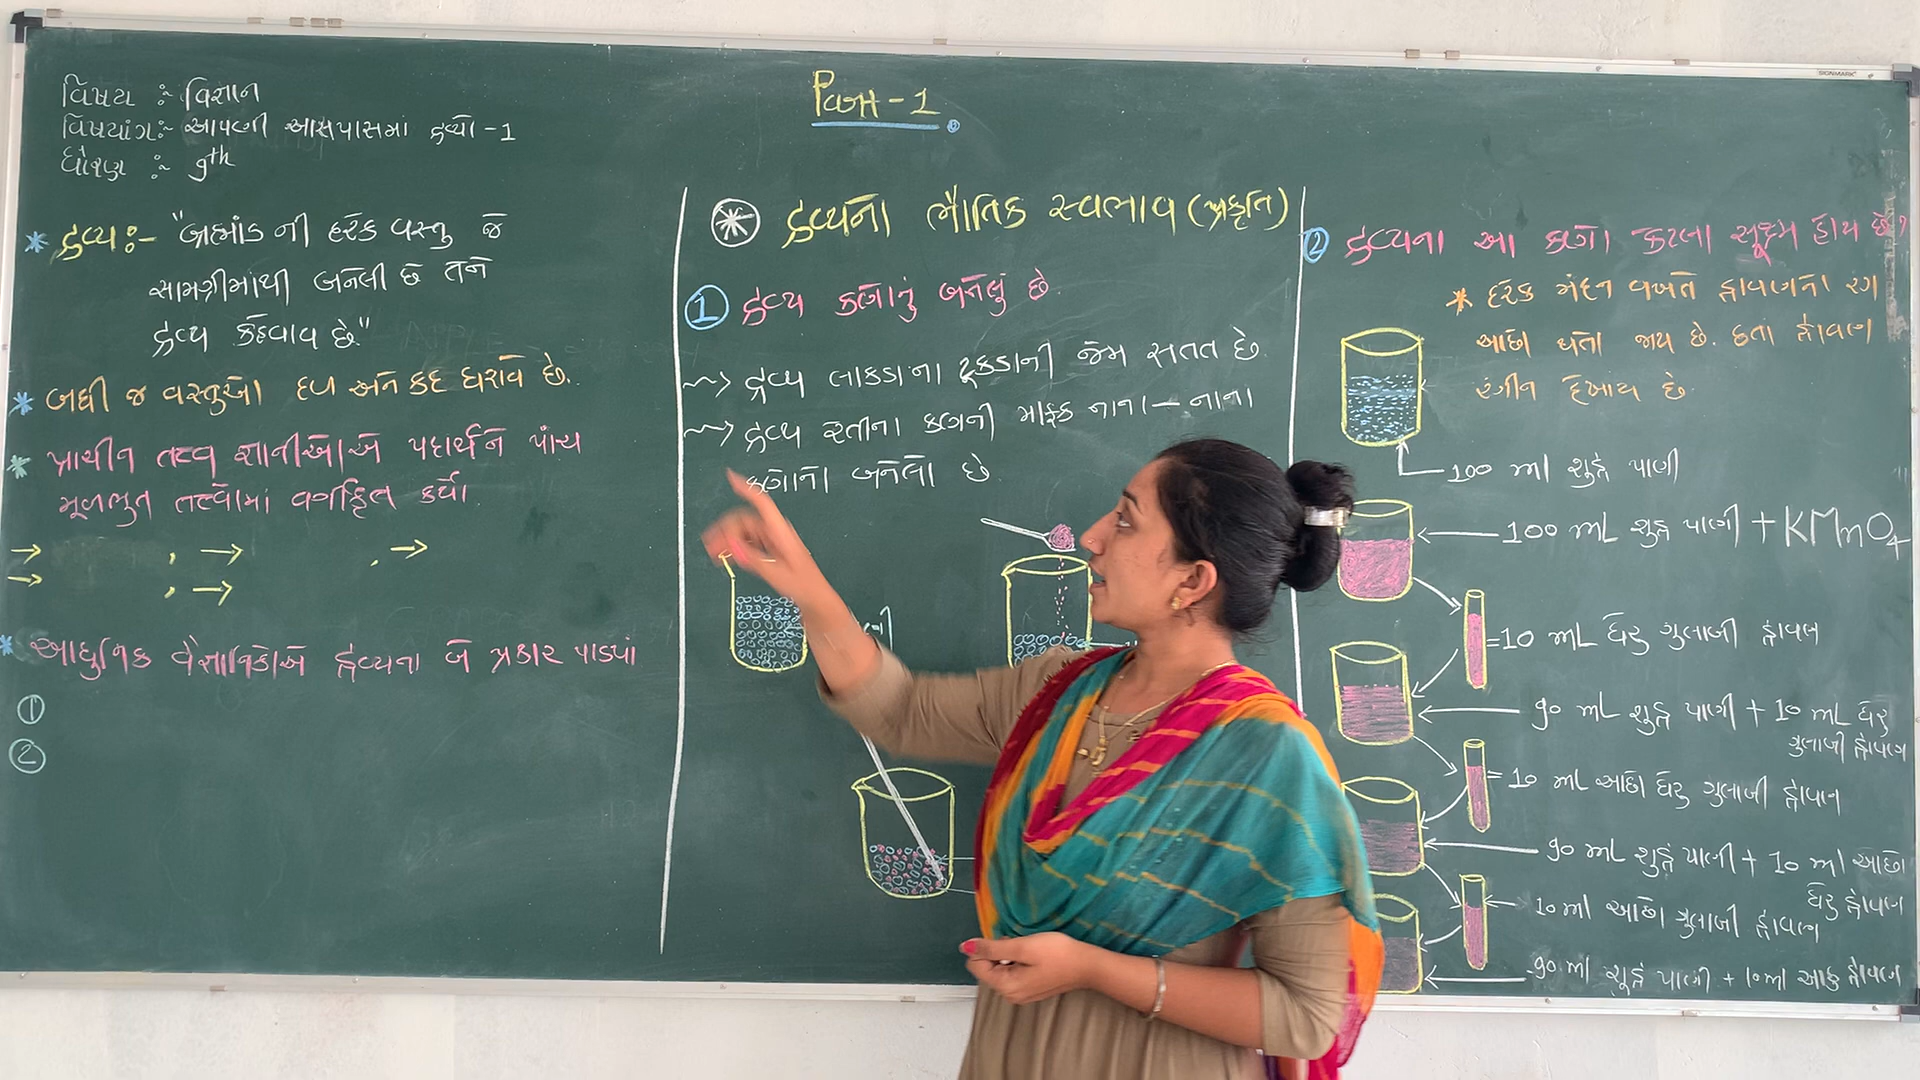 વિષય :- વિજ્ઞાન
વિષયાંગ:- આપણી આસપાસમાં દ્રવ્યો -1
ધોરણ :- 9th
Part-1
* દ્રવ્ય:- "બ્રહ્માંડ ની હરેક વસ્તુ જે
સામગ્રીમાંથી બનેલી છે તેને
દ્રવ્ય કહેવાય છે."
* બધી જ વસ્તુઓ દળ અને કદ ધરાવે છે.
* પ્રાચીન તત્વ જ્ઞાનીઓએ પદાર્થને પાંચ
મૂળભુત તત્વોમાં વર્ગીકૃત કર્યા.
→ , → , →
→ , →
* આધુનિક વૈજ્ઞાનિકોએ દ્રવ્યના બે પ્રકાર પાડયાં
①
②
* દ્રવ્યનો ભૌતિક સ્વભાવ (પ્રકૃતિ)
① દ્રવ્ય કણોનું બનેલું છે.
~> દ્રવ્ય લાકડાના ટૂકડાની જેમ સતત છે.
~> દ્રવ્ય રેતીના કણની માફક નાના - નાના
કણોનો બનેલો છે.
② દ્રવ્યના આ કણો કેટલા સૂક્ષ્મ હોય છે?
* દરેક મંદન વખતે દ્રાવણનો રંગ
આછો થતો જાય છે. છતા દ્રાવણ
રંગીન દેખાય છે.
100 ml શુદ્ધ પાણી
100 mL શુદ્ધ પાણી + KMnO4
=10 mL ઘેરુ ગુલાબી દ્રાવણ
90 mL શુદ્ધ પાણી + 10 mL ઘેરુ
ગુલાબી દ્રાવણ
= 10 ml આછો ઘેરુ ગુલાબી દ્રાવણ
90 mL શુદ્ધ પાણી + 10 ml આછો
ઘેરુ દ્રાવણ
10 ml આછો ગુલાબી દ્રાવણ
90 ml શુદ્ધ પાણી + 10 ml દ્રાવણ